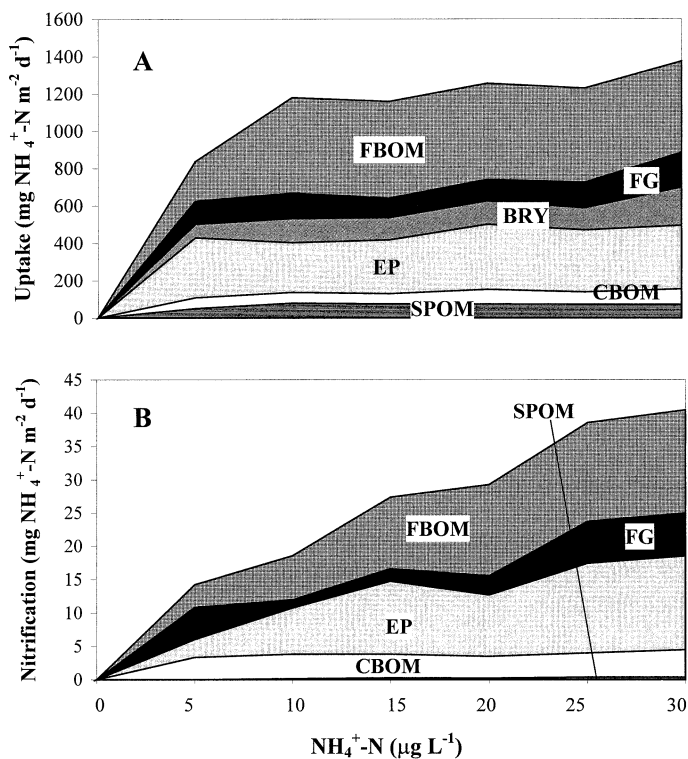 1600
1400
1200
1000
800
600
400
200
0
Uptake (mg NH4+-N m-2 d-1)
A
FBOM
FG
BRY
EP
CBOM
SPOM
45
40
35
30
25
20
15
10
5
0
Nitrification (mg NH4+-N m-2 d-1)
B
SPOM
FBOM
FG
EP
CBOM
0 5 10 15 20 25 30
NH4+-N (µg L-1)